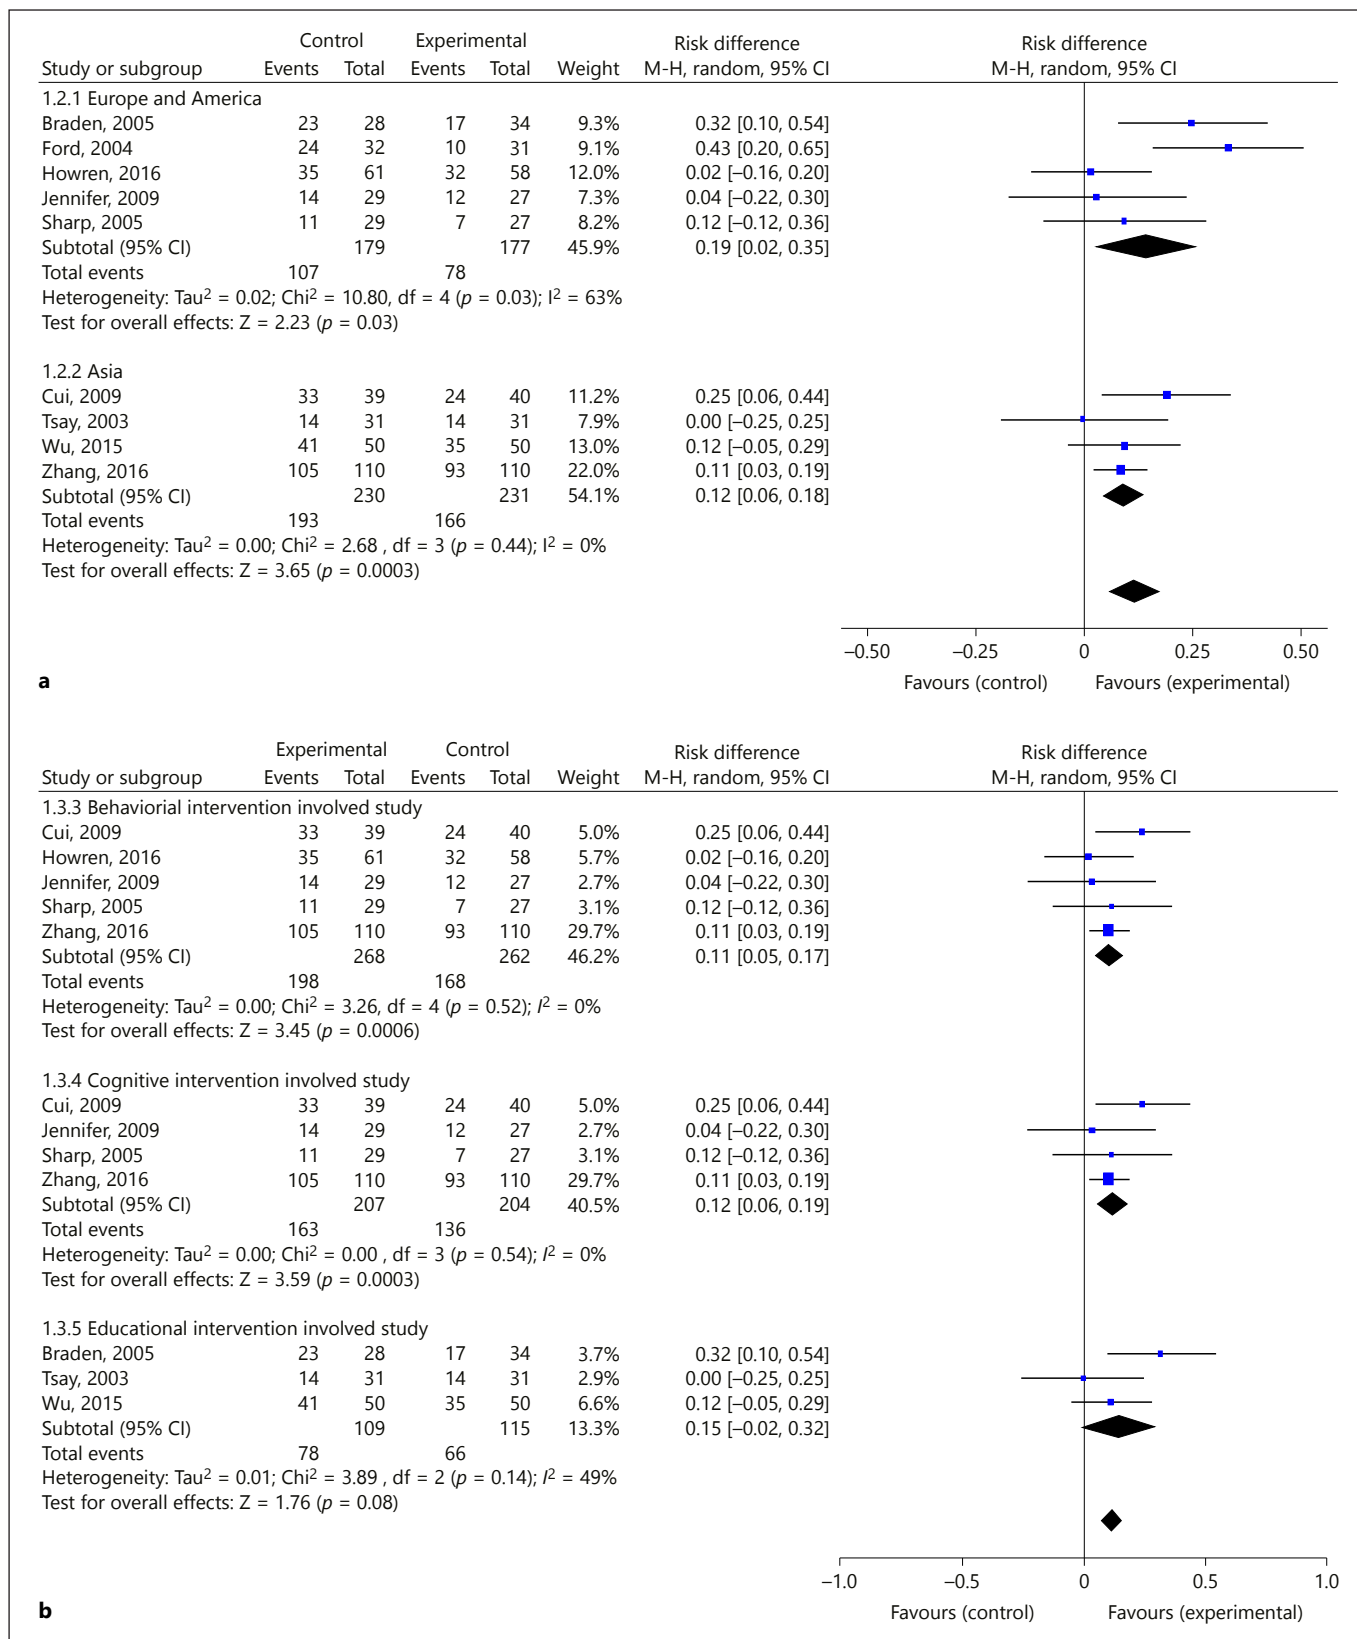 Control Experimental Risk difference Risk difference
Study or subgroup Events Total Events Total Weight M-H, random, 95% CI M-H, random, 95% CI
1.2.1 Europe and America
Braden, 2005 23 28 17 34 9.3% 0.32 [0.10, 0.54]
Ford, 2004 24 32 10 31 9.1% 0.43 [0.20, 0.65]
Howren, 2016 35 61 32 58 12.0% 0.02 [–0.16, 0.20]
Jennifer, 2009 14 29 12 27 7.3% 0.04 [–0.22, 0.30]
Sharp, 2005 11 29 7 27 8.2% 0.12 [–0.12, 0.36]
Subtotal (95% CI) 179 177 45.9% 0.19 [0.02, 0.35]
Total events 107 78
Heterogeneity: Tau² = 0.02; Chi² = 10.80, df = 4 (p = 0.03); I² = 63%
Test for overall effects: Z = 2.23 (p = 0.03)
1.2.2 Asia
Cui, 2009 33 39 24 40 11.2% 0.25 [0.06, 0.44]
Tsay, 2003 14 31 14 31 7.9% 0.00 [–0.25, 0.25]
Wu, 2015 41 50 35 50 13.0% 0.12 [–0.05, 0.29]
Zhang, 2016 105 110 93 110 22.0% 0.11 [0.03, 0.19]
Subtotal (95% CI) 230 231 54.1% 0.12 [0.06, 0.18]
Total events 193 166
Heterogeneity: Tau² = 0.00; Chi² = 2.68 , df = 3 (p = 0.44); I² = 0%
Test for overall effects: Z = 3.65 (p = 0.0003)
–0.50 –0.25 0 0.25 0.50
a Favours (control) Favours (experimental)
Experimental Control Risk difference Risk difference
Study or subgroup Events Total Events Total Weight M-H, random, 95% CI M-H, random, 95% CI
1.3.3 Behaviorial intervention involved study
Cui, 2009 33 39 24 40 5.0% 0.25 [0.06, 0.44]
Howren, 2016 35 61 32 58 5.7% 0.02 [–0.16, 0.20]
Jennifer, 2009 14 29 12 27 2.7% 0.04 [–0.22, 0.30]
Sharp, 2005 11 29 7 27 3.1% 0.12 [–0.12, 0.36]
Zhang, 2016 105 110 93 110 29.7% 0.11 [0.03, 0.19]
Subtotal (95% CI) 268 262 46.2% 0.11 [0.05, 0.17]
Total events 198 168
Heterogeneity: Tau² = 0.00; Chi² = 3.26, df = 4 (p = 0.52); I² = 0%
Test for overall effects: Z = 3.45 (p = 0.0006)
1.3.4 Cognitive intervention involved study
Cui, 2009 33 39 24 40 5.0% 0.25 [0.06, 0.44]
Jennifer, 2009 14 29 12 27 2.7% 0.04 [–0.22, 0.30]
Sharp, 2005 11 29 7 27 3.1% 0.12 [–0.12, 0.36]
Zhang, 2016 105 110 93 110 29.7% 0.11 [0.03, 0.19]
Subtotal (95% CI) 207 204 40.5% 0.12 [0.06, 0.19]
Total events 163 136
Heterogeneity: Tau² = 0.00; Chi² = 0.00 , df = 3 (p = 0.54); I² = 0%
Test for overall effects: Z = 3.59 (p = 0.0003)
1.3.5 Educational intervention involved study
Braden, 2005 23 28 17 34 3.7% 0.32 [0.10, 0.54]
Tsay, 2003 14 31 14 31 2.9% 0.00 [–0.25, 0.25]
Wu, 2015 41 50 35 50 6.6% 0.12 [–0.05, 0.29]
Subtotal (95% CI) 109 115 13.3% 0.15 [–0.02, 0.32]
Total events 78 66
Heterogeneity: Tau² = 0.01; Chi² = 3.89 , df = 2 (p = 0.14); I² = 49%
Test for overall effects: Z = 1.76 (p = 0.08)
–1.0 –0.5 0 0.5 1.0
b Favours (control) Favours (experimental)